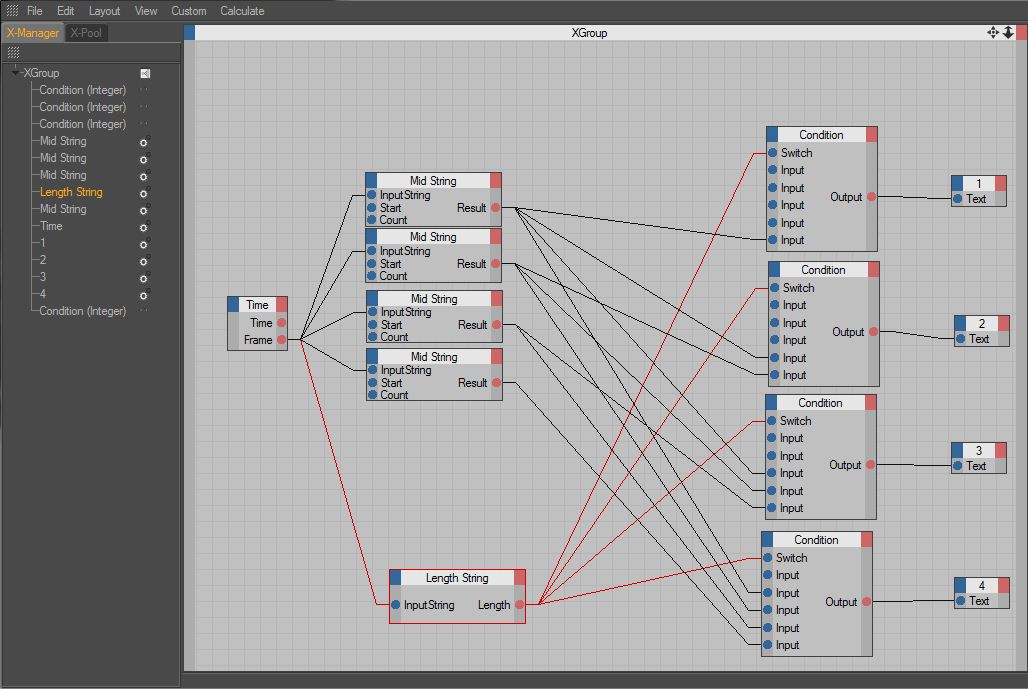 File Edit Layout View Custom Calculate
X-Manager X-Pool
XGroup
Condition (Integer)
Condition (Integer)
Condition (Integer)
Mid String
Mid String
Mid String
Length String
Mid String
Time
1
2
3
4
Condition (Integer)
XGroup
Time
Time
Frame
Mid String
InputString
Start Result
Count
Mid String
InputString
Start Result
Count
Mid String
InputString
Start Result
Count
Mid String
InputString
Start Result
Count
Length String
InputString Length
Condition
Switch
Input
Input
Input
Input
Input
Output
1
Text
Condition
Switch
Input
Input
Input
Input
Input
Output
2
Text
Condition
Switch
Input
Input
Input
Input
Input
Output
3
Text
Condition
Switch
Input
Input
Input
Input
Input
Output
4
Text